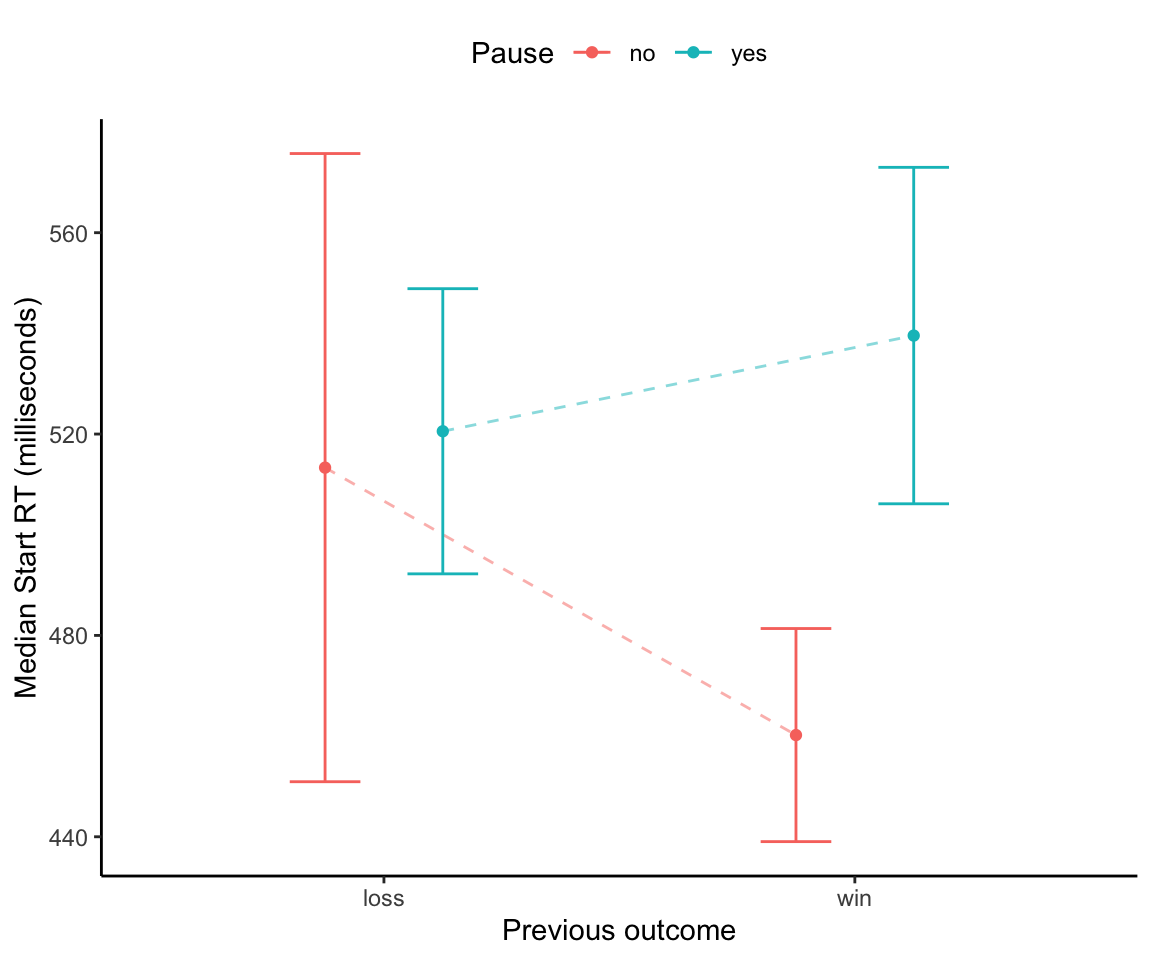 Pause no yes
Median Start RT (milliseconds)
560
520
480
440
loss win
Previous outcome